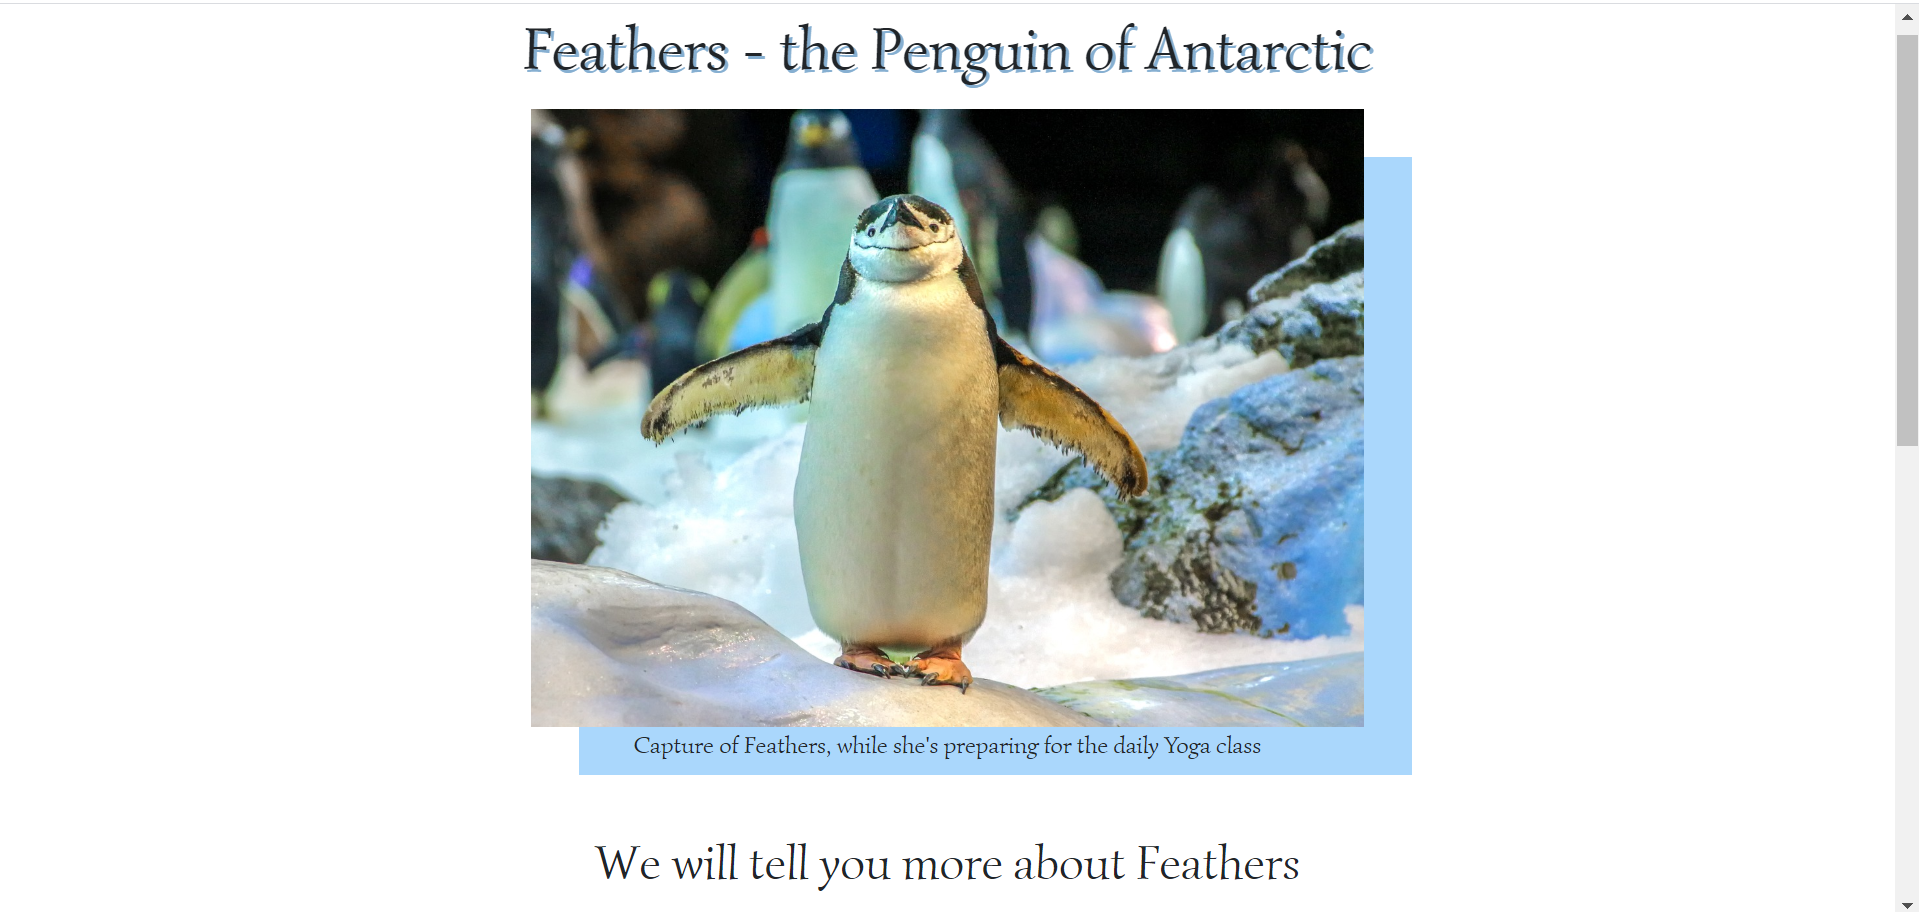 Feathers - the Penguin of Antarctic
Capture of Feathers, while she's preparing for the daily Yoga class
We will tell you more about Feathers